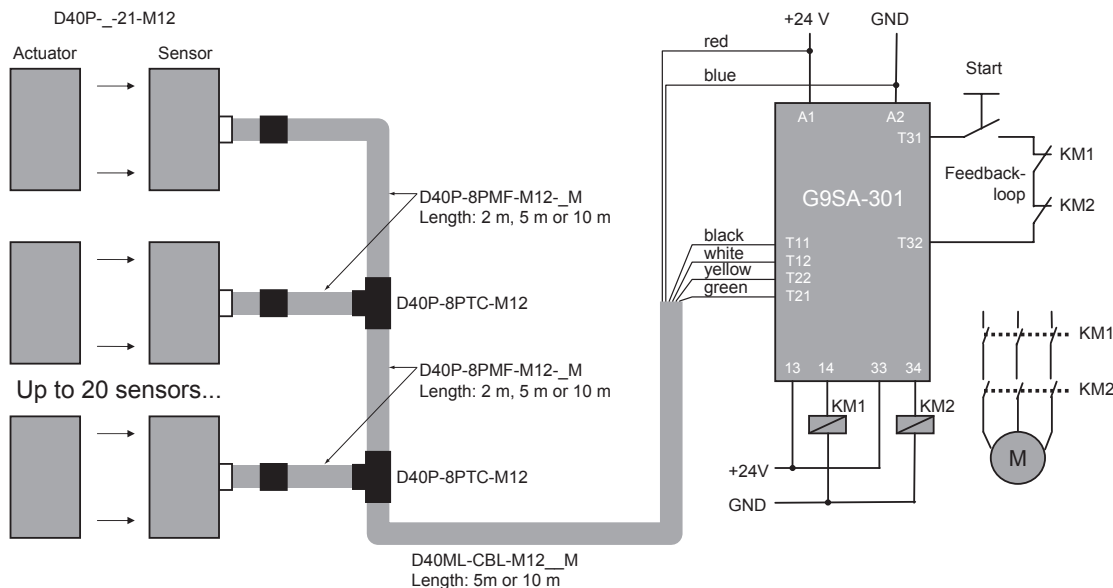 D40P-_-21-M12
Actuator
Sensor
+24 V
GND
red
blue
Start
A1
A2
T31
KM1
Feedback-
loop
G9SA-301
KM2
D40P-8PMF-M12-_M
Length: 2 m, 5 m or 10 m
black
white
yellow
green
T11
T12
T22
T21
T32
D40P-8PTC-M12
KM1
D40P-8PMF-M12-_M
Length: 2 m, 5 m or 10 m
13
14
33
34
KM2
Up to 20 sensors...
KM1
KM2
M
D40P-8PTC-M12
+24V
GND
D40ML-CBL-M12__M
Length: 5m or 10 m